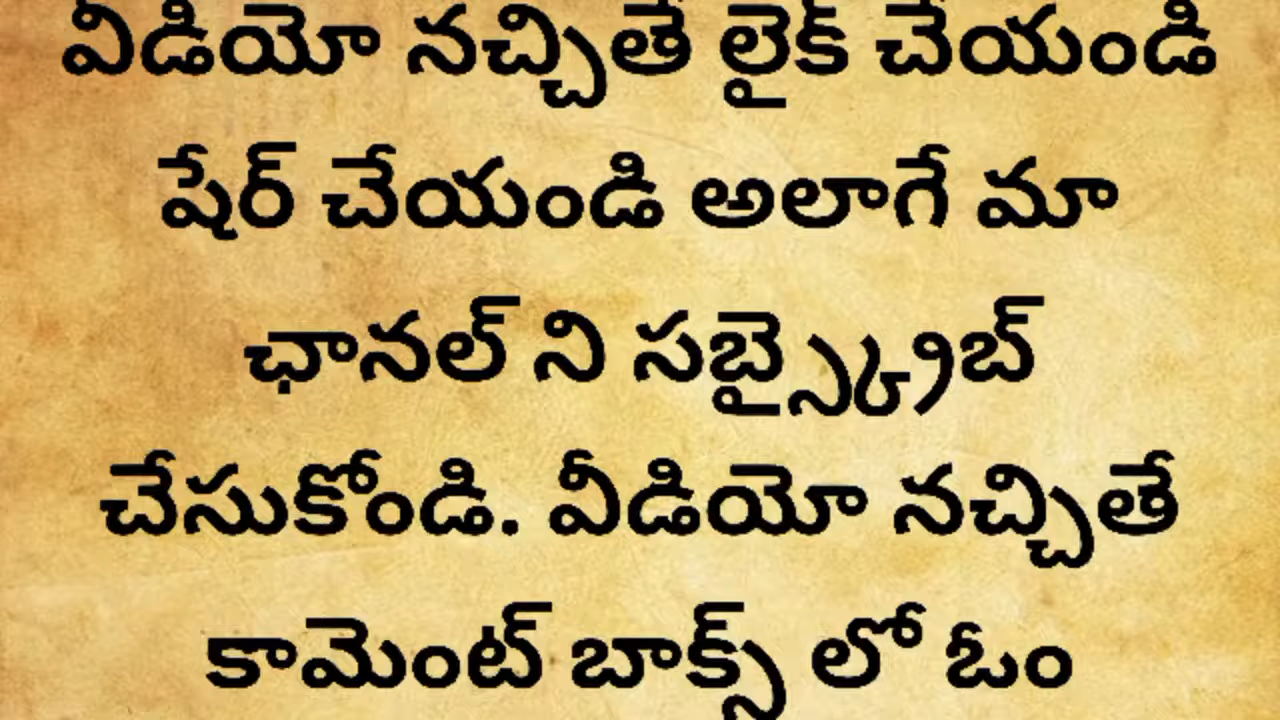 వీడియో నచ్చితే లైక్ చేయండి
షేర్ చేయండి అలాగే మా
ఛానల్ ని సబ్స్క్రైబ్
చేసుకోండి. వీడియో నచ్చితే
కామెంట్ బాక్స్ లో ఓం